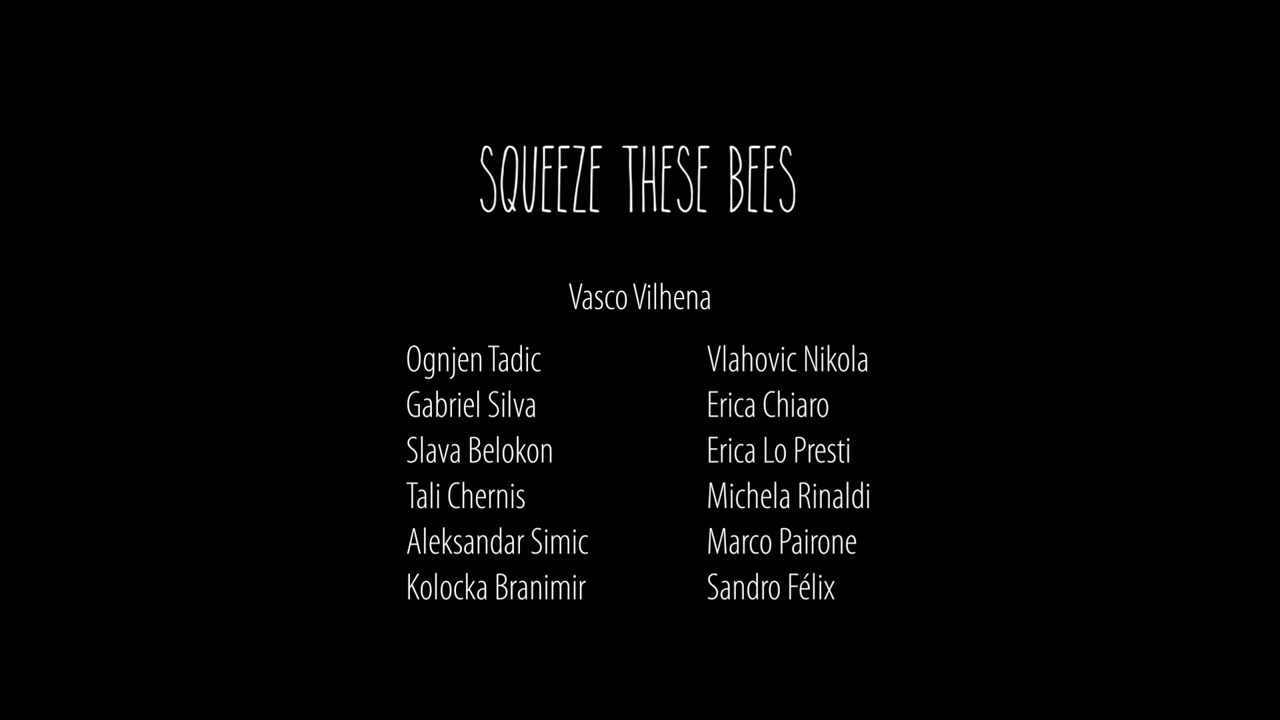 SQUEEZE THESE BEES
Vasco Vilhena
Ognjen Tadic
Gabriel Silva
Slava Belokon
Tali Chernis
Aleksandar Simic
Kolocka Branimir
Vlahovic Nikola
Erica Chiaro
Erica Lo Presti
Michela Rinaldi
Marco Pairone
Sandro Félix